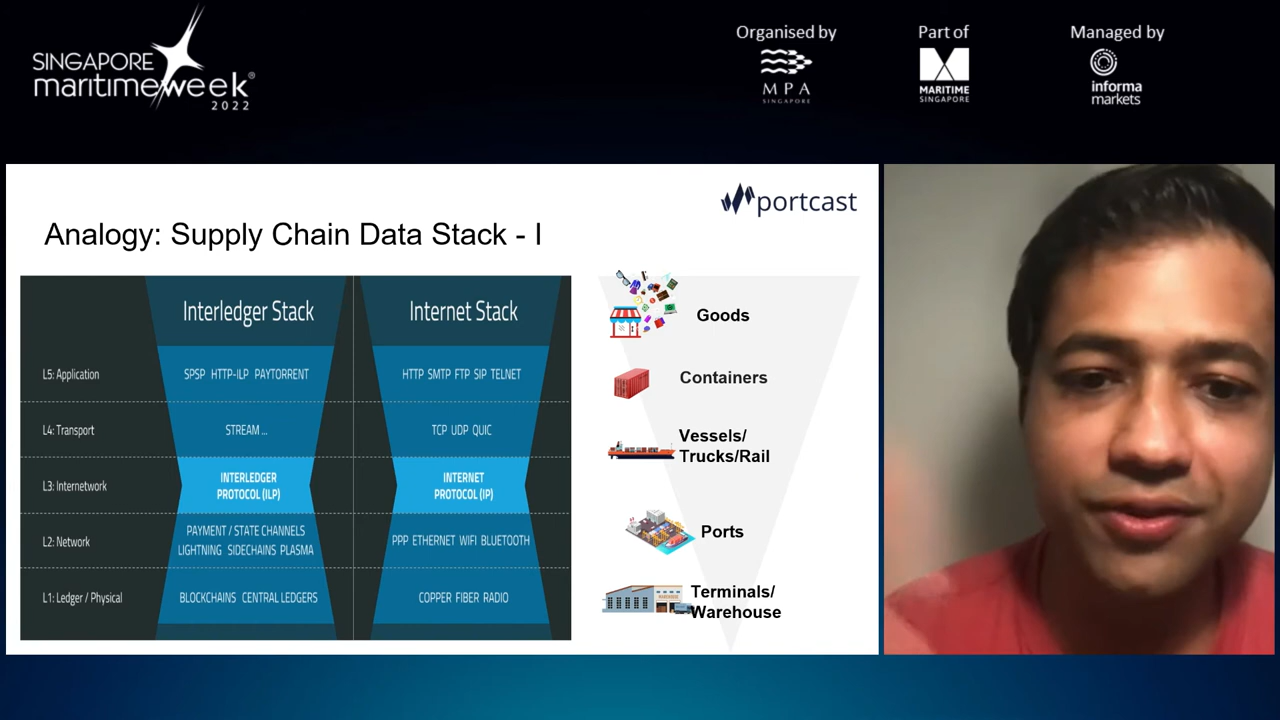 SINGAPORE
maritimeweek®
2022
Organised by
MPA
SINGAPORE
Part of
MARITIME
SINGAPORE
Managed by
informa
markets
portcast
Analogy: Supply Chain Data Stack - I
Interledger Stack
Internet Stack
L5: Application
SPSP HTTP-ILP PAYTORRENT
HTTP SMTP FTP SIP TELNET
L4: Transport
STREAM ...
TCP UDP QUIC
L3: Internetwork
INTERLEDGER
PROTOCOL (ILP)
INTERNET
PROTOCOL (IP)
L2: Network
PAYMENT / STATE CHANNELS
LIGHTNING SIDECHAINS PLASMA
PPP ETHERNET WIFI BLUETOOTH
L1: Ledger / Physical
BLOCKCHAINS CENTRAL LEDGERS
COPPER FIBER RADIO
Goods
Containers
Vessels/
Trucks/Rail
Ports
Terminals/
Warehouse